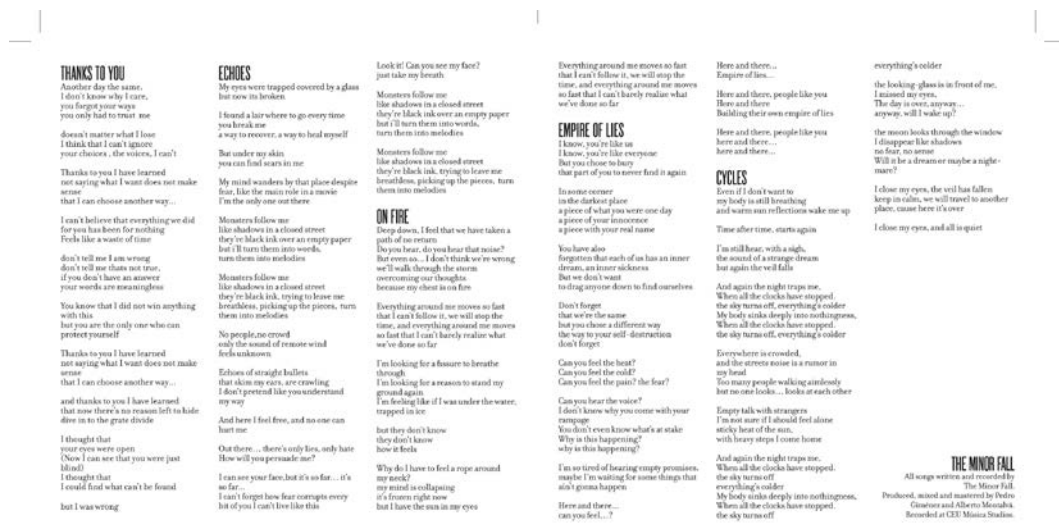 THANKS TO YOU
Another day the same,
I don't know why I care,
you forgot your ways
you only had to trust me
doesn't matter what I lose
I think that I can't ignore
your choices , the voices, I can't
Thanks to you I have learned
not saying what I want does not make
sense
that I can choose another way...
I can't believe that everything we did
for you has been for nothing
Feels like a waste of time
don't tell me I am wrong
don't tell me thats not true,
if you don't have an answer
your words are meaningless
You know that I did not win anything
with this
but you are the only one who can
protect yourself
Thanks to you I have learned
not saying what I want does not make
sense
that I can choose another way...
and thanks to you I have learned
that now there's no reason left to hide
dive in to the grate divide
I thought that
your eyes were open
(Now I can see that you were just
blind)
I thought that
I could find what can't be found
but I was wrong
ECHOES
My eyes were trapped covered by a glass
but now its broken
I found a lair where to go every time
you break me
a way to recover, a way to heal myself
But under my skin
you can find scars in me
My mind wanders by that place despite
fear, like the main role in a movie
I'm the only one out there
Monsters follow me
like shadows in a closed street
they're black ink over an empty paper
but i'll turn them into words,
turn them into melodies
Monsters follow me
like shadows in a closed street
they're black ink, trying to leave me
breathless, picking up the pieces, turn
them into melodies
No people,no crowd
only the sound of remote wind
feels unknown
Echoes of straight bullets
that skim my ears, are crawling
I don't pretend like you understand
my way
And here I feel free, and no one can
hurt me
Out there... there's only lies, only hate
How will you persuade me?
I can see your face,but it's so far... it's
so far...
I can't forget how fear corrupts every
bit of you I can't live like this
Look it! Can you see my face?
just take my breath
Monsters follow me
like shadows in a closed street
they're black ink over an empty paper
but i'll turn them into words,
turn them into melodies
Monsters follow me
like shadows in a closed street
they're black ink, trying to leave me
breathless, picking up the pieces, turn
them into melodies
ON FIRE
Deep down, I feel that we have taken a
path of no return
Do you hear, do you hear that noise?
But even so... I don't think we're wrong
we'll walk through the storm
overcoming our thoughts
because my chest is on fire
Everything around me moves so fast
that I can't follow it, we will stop the
time, and everything around me moves
so fast that I can't barely realize what
we've done so far
I'm looking for a fissure to breathe
through
I'm looking for a reason to stand my
ground again
I'm feeling like if I was under the water,
trapped in ice
but they don't know
they don't know
how it feels
Why do I have to feel a rope around
my neck?
my mind is collapsing
it's frozen right now
but I have the sun in my eyes
Everything around me moves so fast
that I can't follow it, we will stop the
time, and everything around me moves
so fast that I can't barely realize what
we've done so far
EMPIRE OF LIES
I know, you're like us
I know, you're like everyone
But you chose to bury
that part of you to never find it again
In some corner
in the darkest place
a piece of what you were one day
a piece of your innocence
a piece with your real name
You have also
forgotten that each of us has an inner
dream, an inner sickness
But we don't want
to drag anyone down to find ourselves
Don't forget
that we're the same
but you chose a different way
the way to your self-destruction
don't forget
Can you feel the heat?
Can you feel the cold?
Can you feel the pain? the fear?
Can you hear the voice?
I don't know why you come with your
rampage
You don't even know what's at stake
Why is this happening?
why is this happening?
I'm so tired of hearing empty promises,
maybe I'm waiting for some things that
ain't gonna happen
Here and there...
can you feel...?
Here and there...
Empire of lies...
Here and there, people like you
Here and there
Building their own empire of lies
Here and there, people like you
here and there...
here and there...
CYCLES
Even if I don't want to
my body is still breathing
and warm sun reflections wake me up
Time after time, starts again
I'm still hear, with a sigh,
the sound of a strange dream
but again the veil falls
And again the night traps me,
When all the clocks have stopped.
the sky turns off, everything's colder
My body sinks deeply into nothingness,
When all the clocks have stopped.
the sky turns off, everything's colder
Everywhere is crowded,
and the streets noise is a rumor in
my head
Too many people walking aimlessly
but no one looks... looks at each other
Empty talk with strangers
I'm not sure if I should feel alone
sticky heat of the sun,
with heavy steps I come home
And again the night traps me,
When all the clocks have stopped.
the sky turns off
everything's colder
My body sinks deeply into nothingness,
When all the clocks have stopped.
the sky turns off
everything's colder
the looking-glass is in front of me,
I missed my eyes,
The day is over, anyway...
anyway, will I wake up?
the moon looks through the window
I disappear like shadows
no fear, no sense
Will it be a dream or maybe a night-
mare?
I close my eyes, the veil has fallen
keep in calm, we will travel to another
place, cause here it's over
I close my eyes, and all is quiet
THE MINOR FALL
All songs written and recorded by
The Minor Fall.
Produced, mixed and mastered by Pedro
Giménez and Alberto Montalvá.
Recorded at CEU Música Studios.